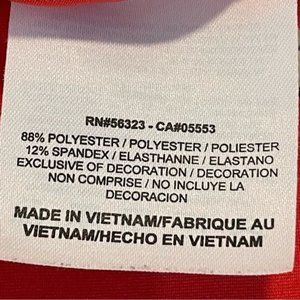 RN#56323 - CA#05553
88% POLYESTER / POLYESTER / POLIESTER
12% SPANDEX / ELASTHANNE / ELASTANO
EXCLUSIVE OF DECORATION / DECORATION
NON COMPRISE / NO INCLUYE LA
DECORACION
MADE IN VIETNAM/FABRIQUE AU
VIETNAM/HECHO EN VIETNAM